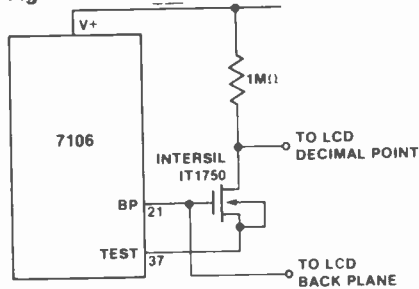 V+
1MΩ
7106
TO LCD
DECIMAL POINT
INTERSIL
IT1750
BP
21
TEST
37
TO LCD
BACK PLANE